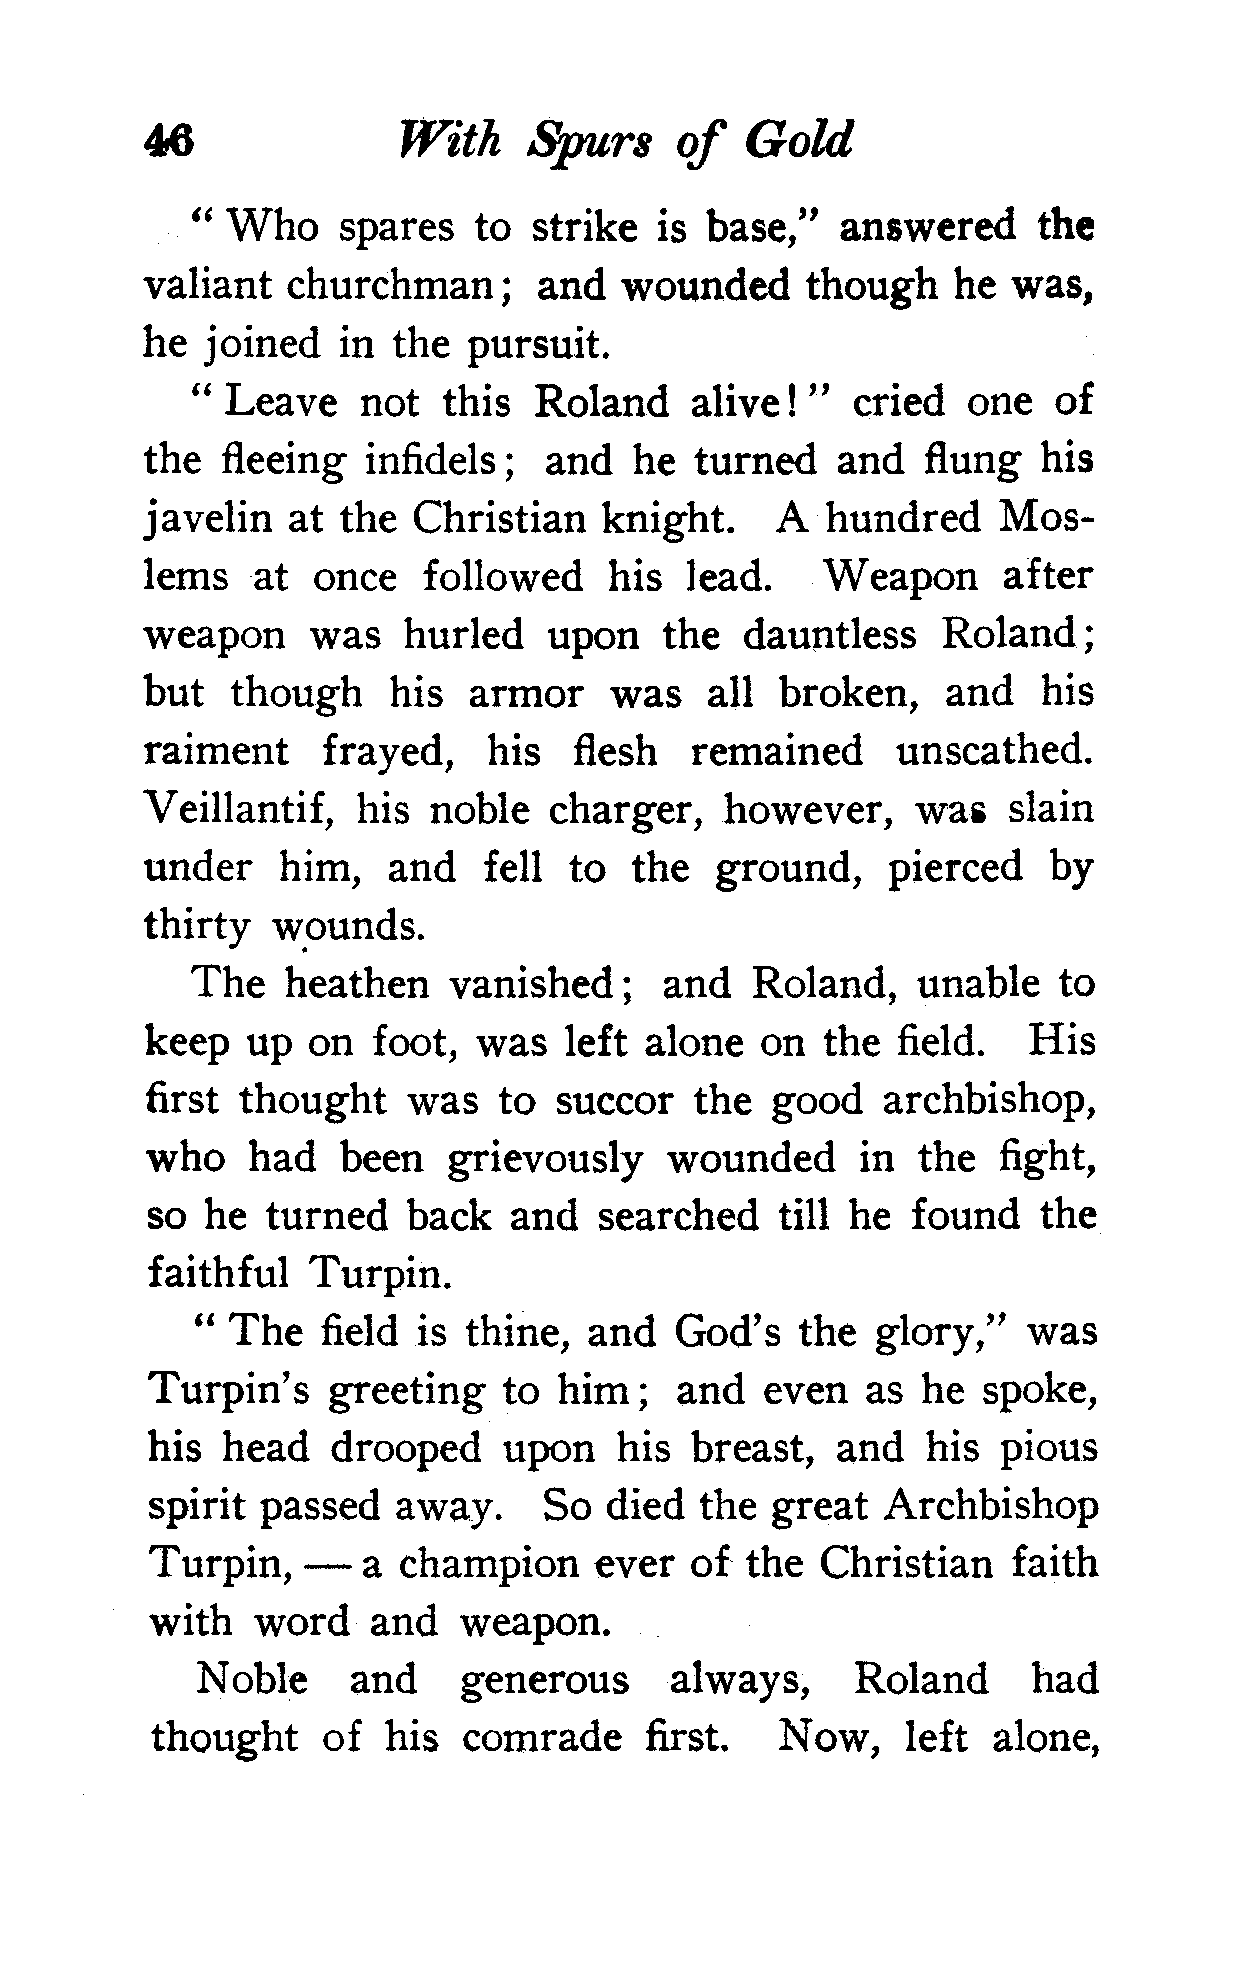 46 With Spurs of Gold
" Who spares to strike is base," answered the
valiant churchman; and wounded though he was,
he joined in the pursuit.
" Leave not this Roland alive!" cried one of
the fleeing infidels; and he turned and flung his
javelin at the Christian knight. A hundred Mos-
lems at once followed his lead. Weapon after
weapon was hurled upon the dauntless Roland;
but though his armor was all broken, and his
raiment frayed, his flesh remained unscathed.
Veillantif, his noble charger, however, was slain
under him, and fell to the ground, pierced by
thirty wounds.
The heathen vanished; and Roland, unable to
keep up on foot, was left alone on the field. His
first thought was to succor the good archbishop,
who had been grievously wounded in the fight,
so he turned back and searched till he found the
faithful Turpin.
" The field is thine, and God's the glory," was
Turpin's greeting to him; and even as he spoke,
his head drooped upon his breast, and his pious
spirit passed away. So died the great Archbishop
Turpin, — a champion ever of the Christian faith
with word and weapon.
Noble and generous always, Roland had
thought of his comrade first. Now, left alone,